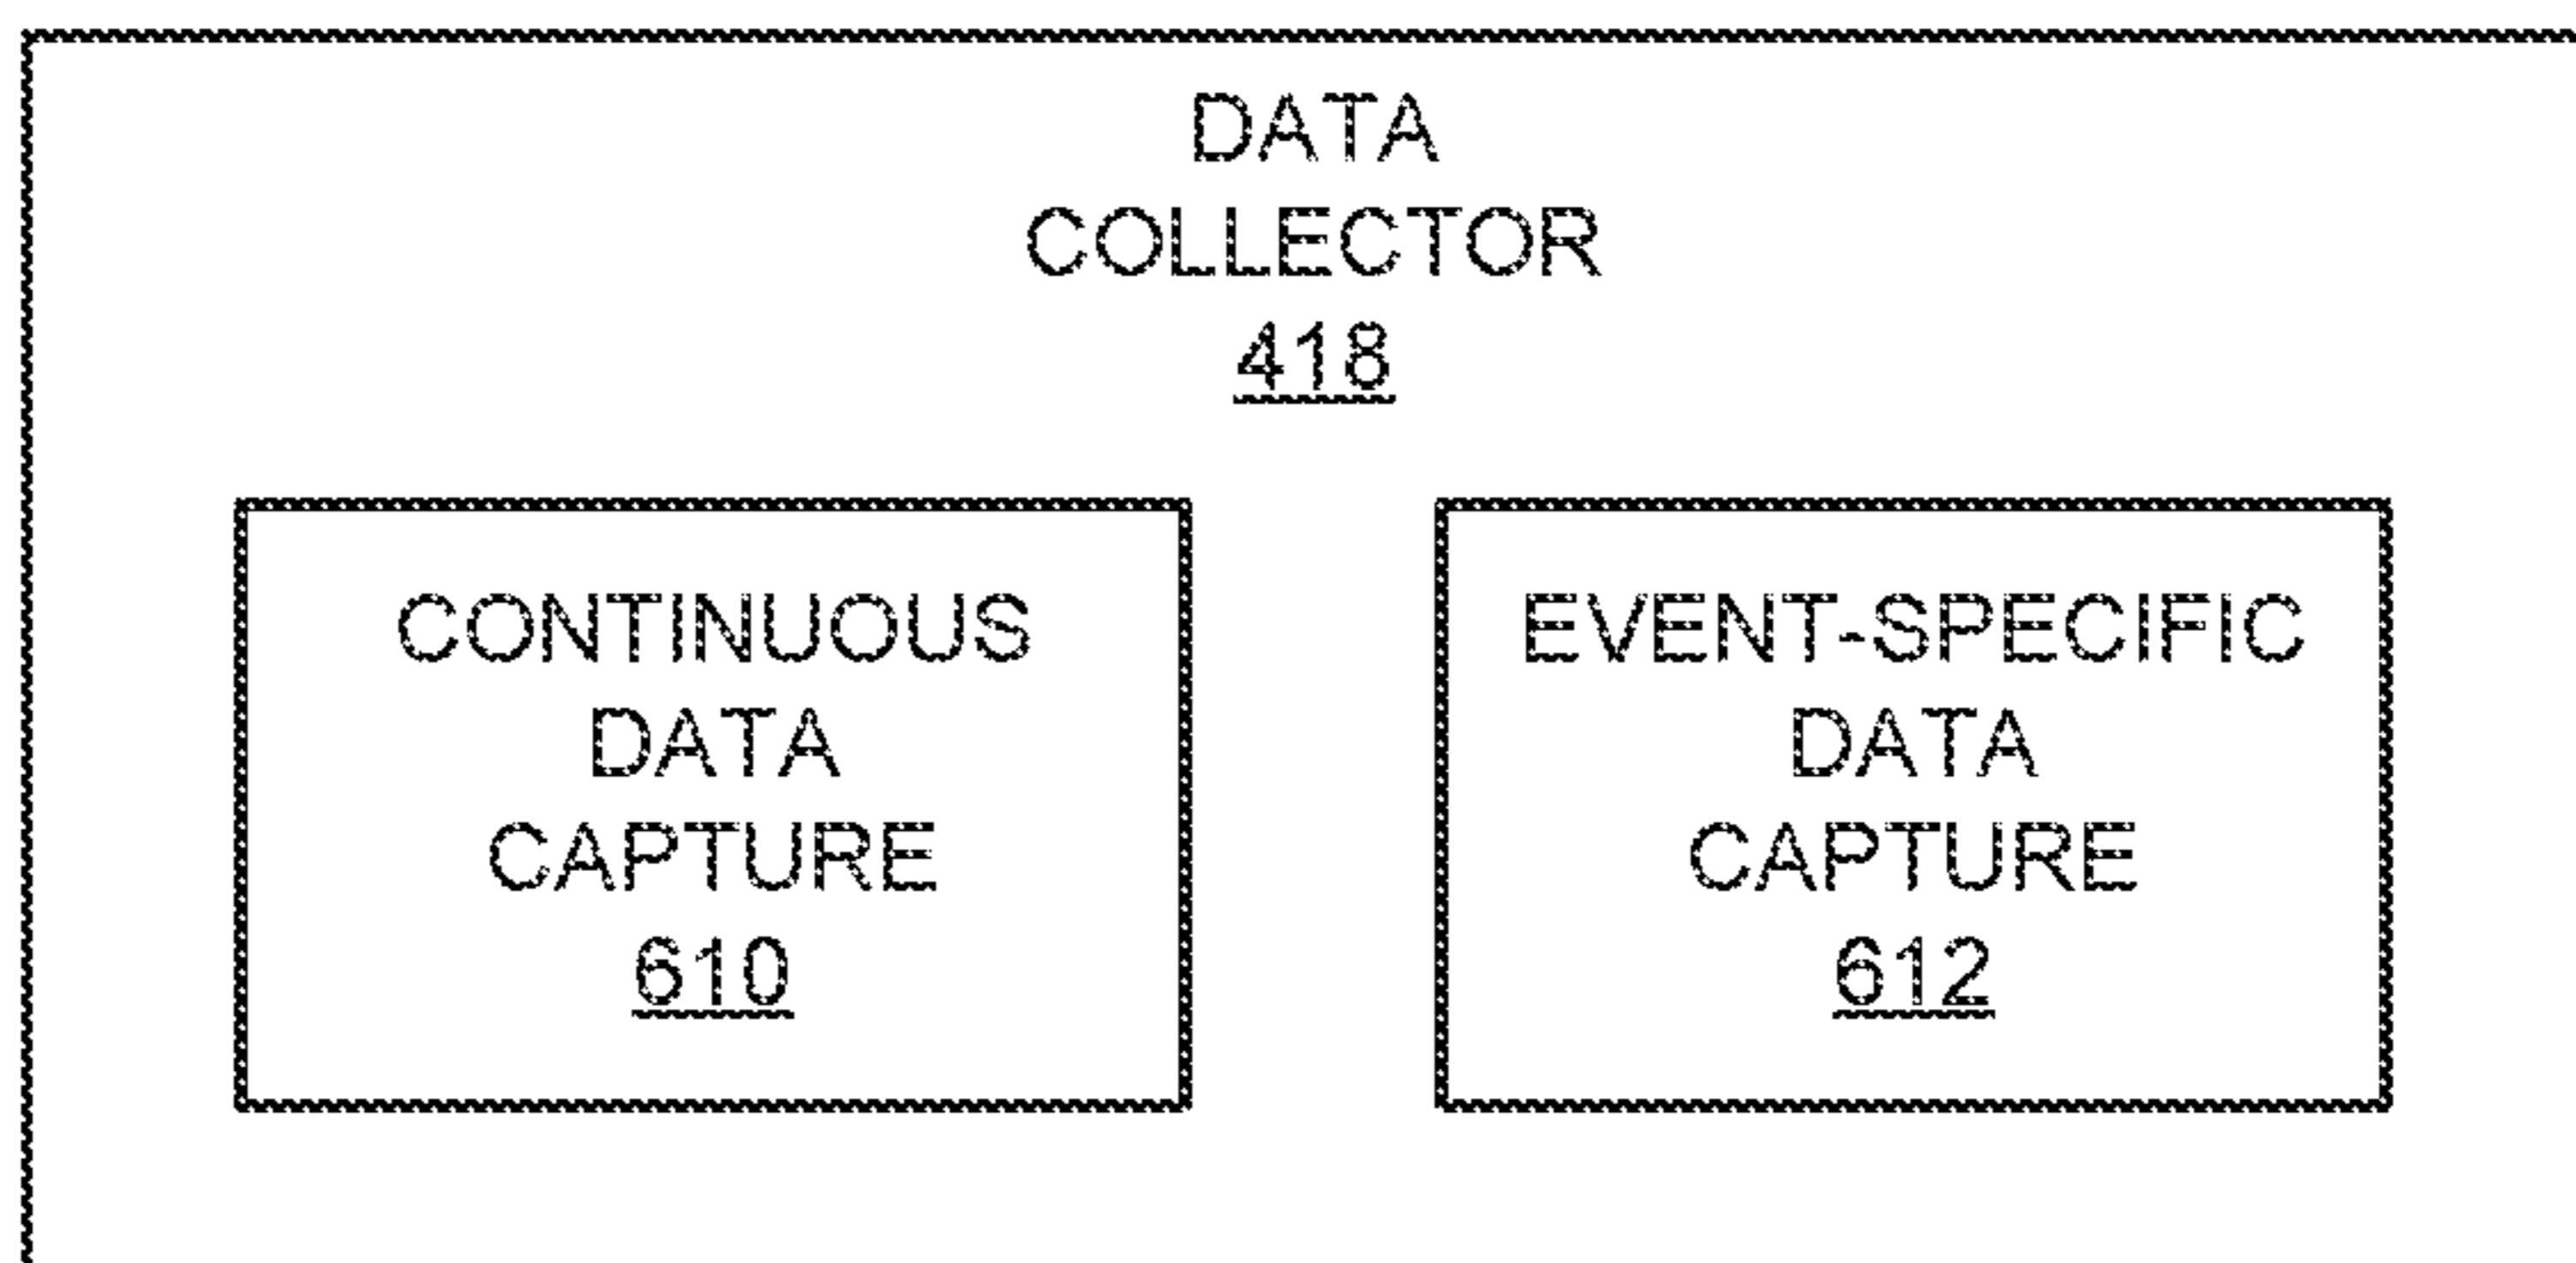 DATA
COLLECTOR
418
CONTINUOUS
DATA
CAPTURE
610
EVENT-SPECIFIC
DATA
CAPTURE
612